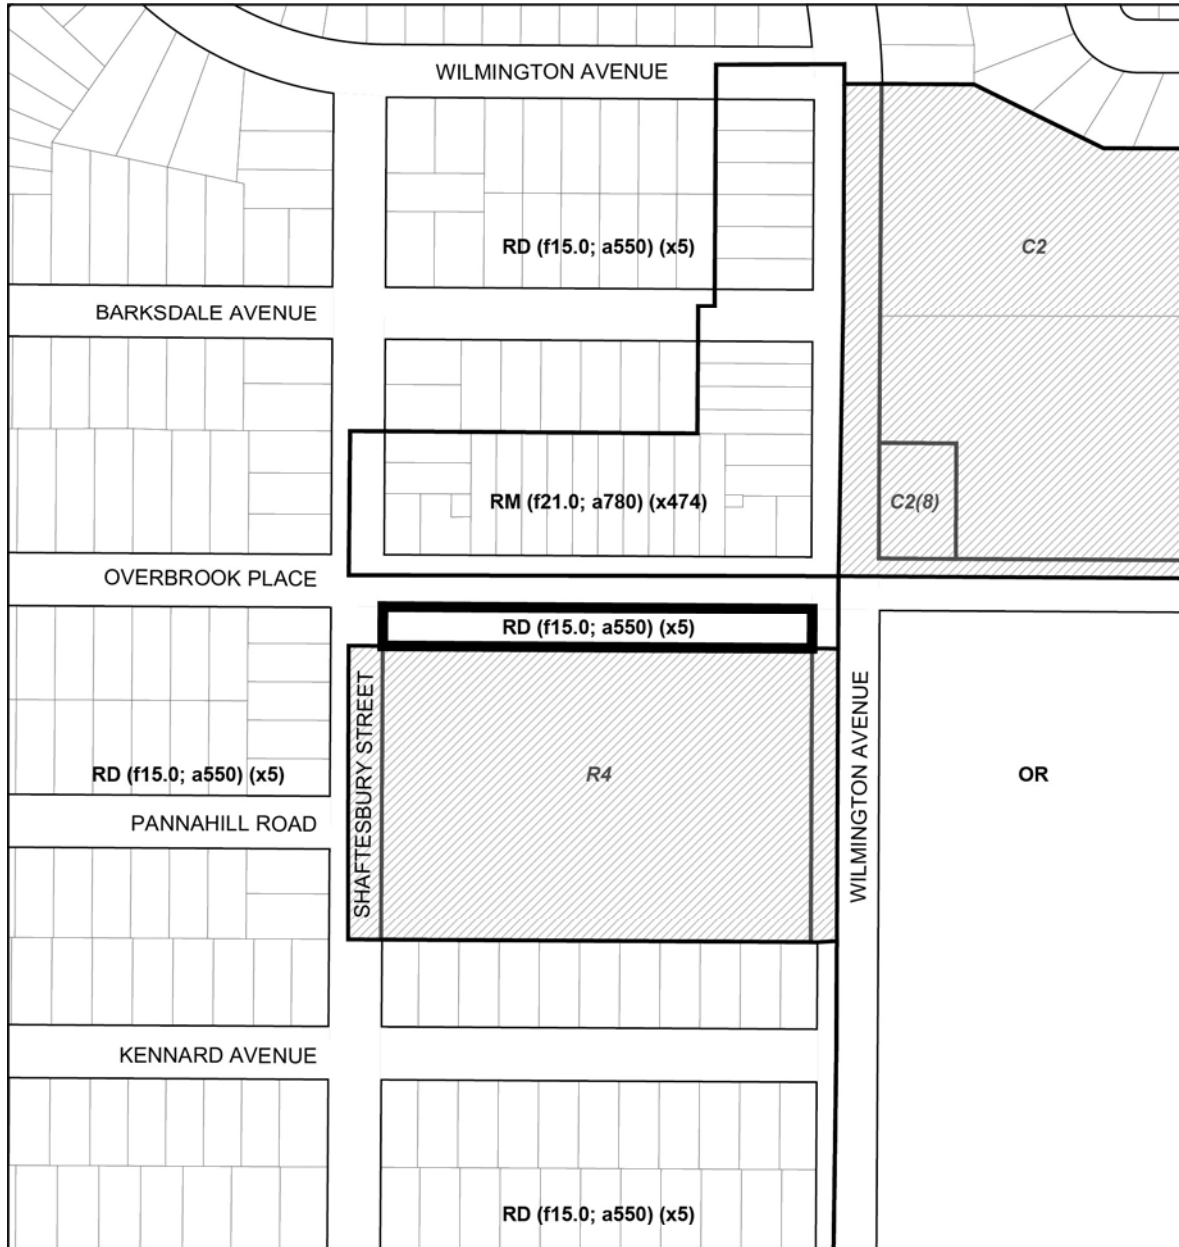 WILMINGTON AVENUE
RD (f15.0; a550) (x5)
C2
BARKSDALE AVENUE
RM (f21.0; a780) (x474)
C2(8)
OVERBROOK PLACE
RD (f15.0; a550) (x5)
SHAFTESBURY STREET
WILMINGTON AVENUE
RD (f15.0; a550) (x5)
R4
OR
PANNAHILL ROAD
KENNARD AVENUE
RD (f15.0; a550) (x5)